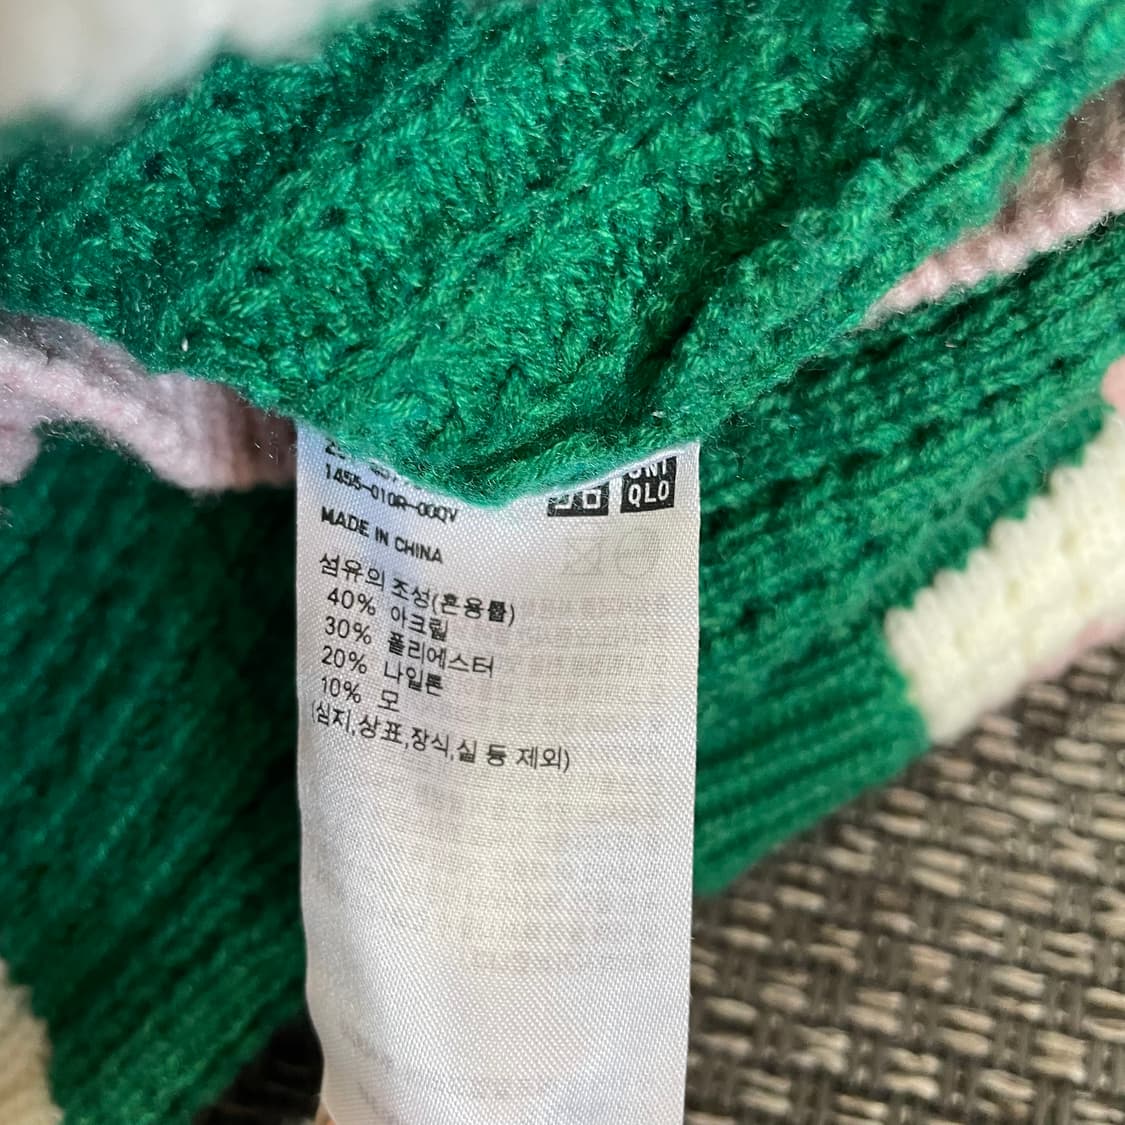 1455-010R-00QV
UNI
QLO
MADE IN CHINA
섬유의 조성(혼용률)
40% 아크릴
30% 폴리에스터
20% 나일론
10% 모
(심지,상표,장식,실 등 제외)